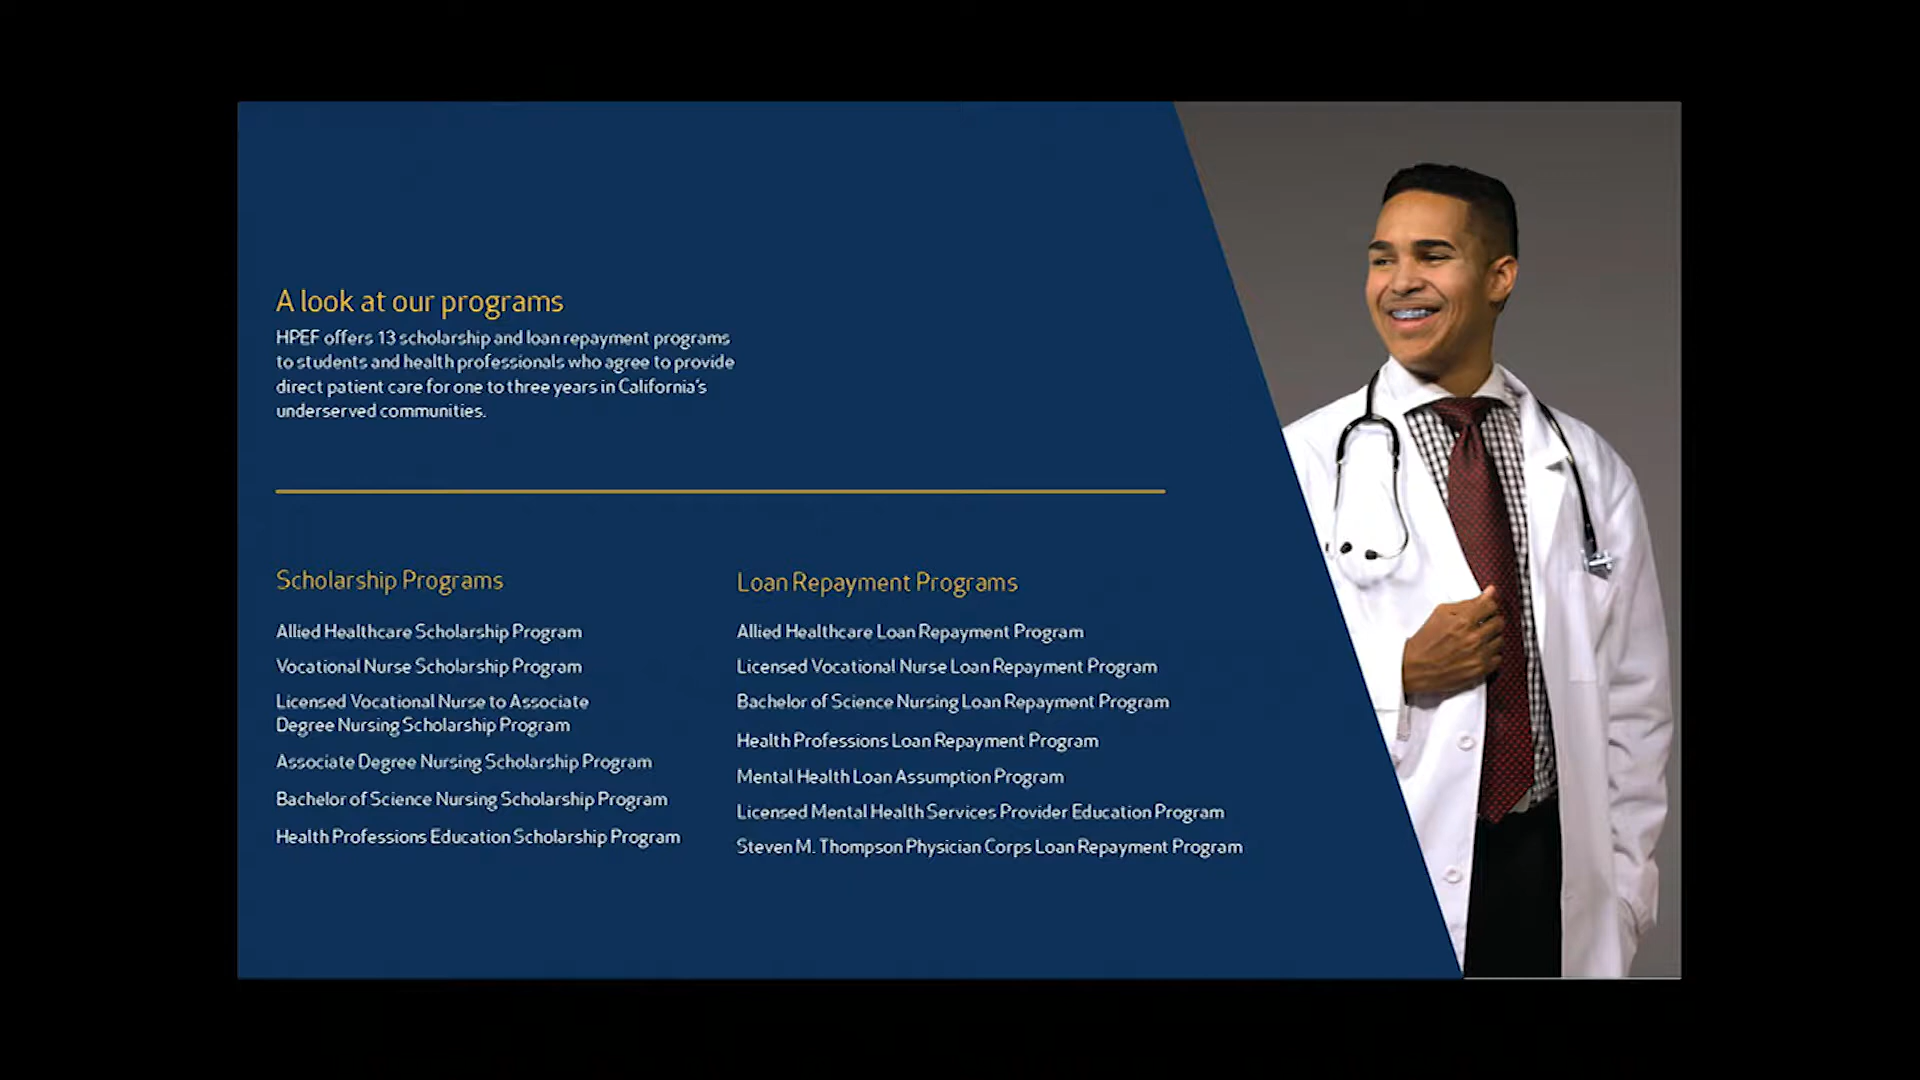 A look at our programs
HPEF offers 13 scholarship and loan repayment programs
to students and health professionals who agree to provide
direct patient care for one to three years in California's
underserved communities.
Scholarship Programs
Allied Healthcare Scholarship Program
Vocational Nurse Scholarship Program
Licensed Vocational Nurse to Associate
Degree Nursing Scholarship Program
Associate Degree Nursing Scholarship Program
Bachelor of Science Nursing Scholarship Program
Health Professions Education Scholarship Program
Loan Repayment Programs
Allied Healthcare Loan Repayment Program
Licensed Vocational Nurse Loan Repayment Program
Bachelor of Science Nursing Loan Repayment Program
Health Professions Loan Repayment Program
Mental Health Loan Assumption Program
Licensed Mental Health Services Provider Education Program
Steven M. Thompson Physician Corps Loan Repayment Program